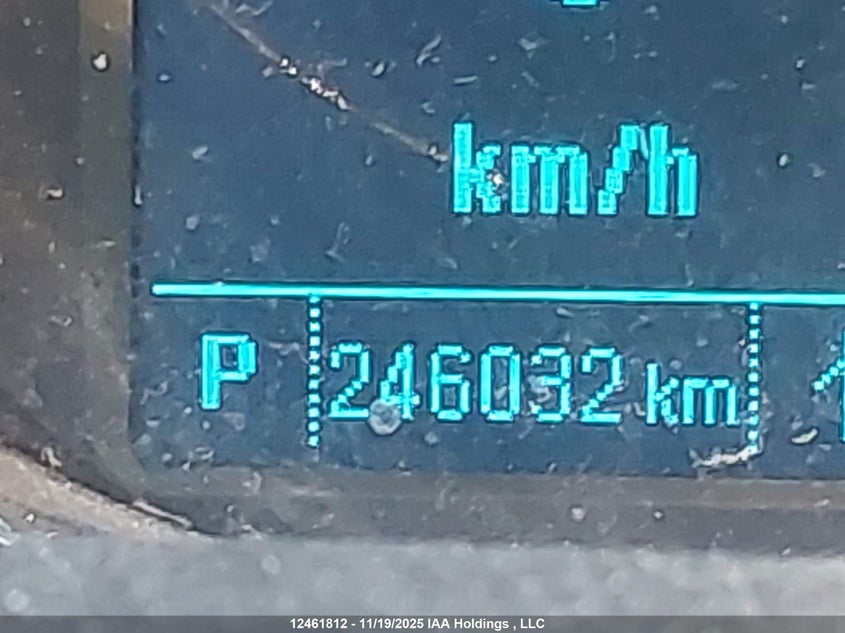 km/h
P 246032 km
12461812 - 11/19/2025 IAA Holdings , LLC